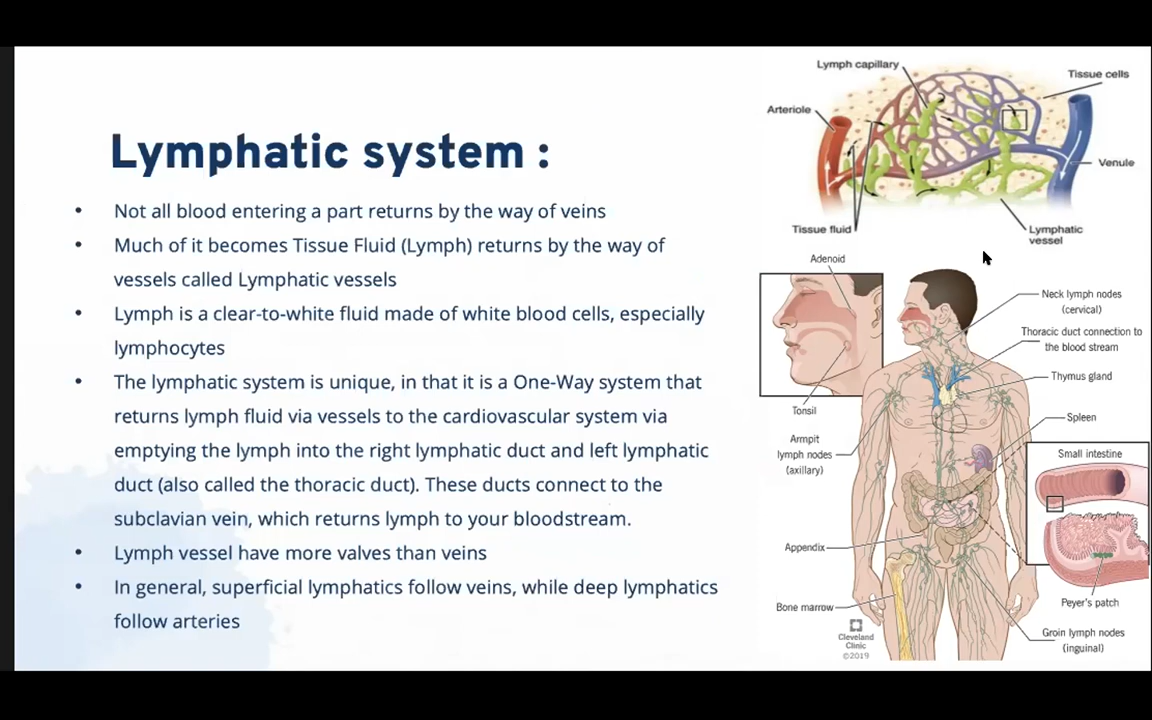 Lymphatic system :
• Not all blood entering a part returns by the way of veins
• Much of it becomes Tissue Fluid (Lymph) returns by the way of
vessels called Lymphatic vessels
• Lymph is a clear-to-white fluid made of white blood cells, especially
lymphocytes
• The lymphatic system is unique, in that it is a One-Way system that
returns lymph fluid via vessels to the cardiovascular system via
emptying the lymph into the right lymphatic duct and left lymphatic
duct (also called the thoracic duct). These ducts connect to the
subclavian vein, which returns lymph to your bloodstream.
• Lymph vessel have more valves than veins
• In general, superficial lymphatics follow veins, while deep lymphatics
follow arteries
Lymph capillary
Tissue cells
Arteriole
Venule
Tissue fluid
Lymphatic
vessel
Adenoid
Neck lymph nodes
(cervical)
Thoracic duct connection to
the blood stream
Thymus gland
Tonsil
Spleen
Armpit
lymph nodes
(axillary)
Small intestine
Appendix
Peyer's patch
Bone marrow
Groin lymph nodes
(inguinal)
Cleveland
Clinic
©2019